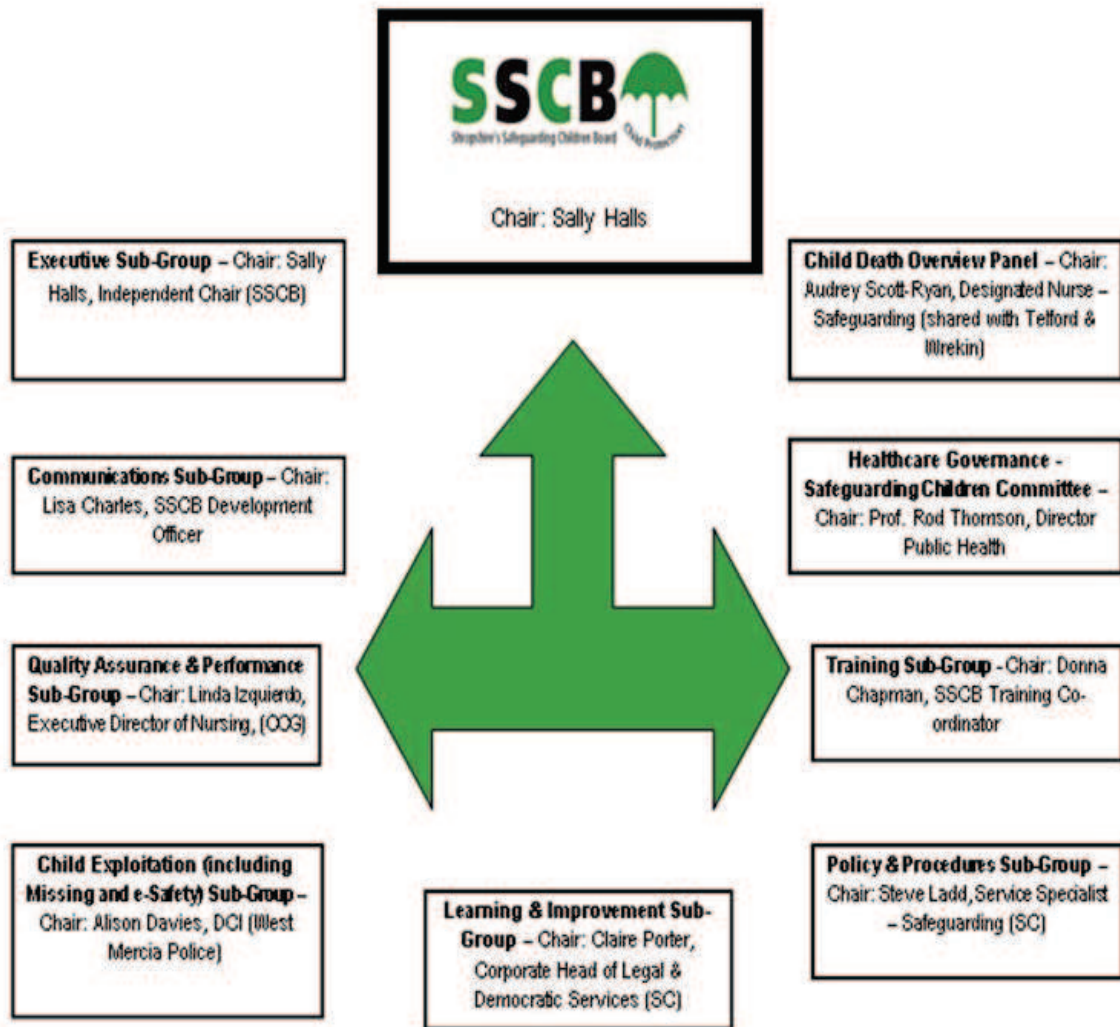 SSCB
Shropshire's Safeguarding Children Board
Child Protection
Chair: Sally Halls
Executive Sub-Group – Chair: Sally
Halls, Independent Chair (SSCB)
Communications Sub-Group – Chair:
Lisa Charles, SSCB Development
Officer
Quality Assurance & Performance
Sub-Group – Chair: Linda Izquierdo,
Executive Director of Nursing, (CCG)
Child Exploitation (including
Missing and e-Safety) Sub-Group –
Chair: Alison Davies, DCI (West
Mercia Police)
Learning & Improvement Sub-
Group – Chair: Claire Porter,
Corporate Head of Legal &
Democratic Services (SC)
Child Death Overview Panel – Chair:
Audrey Scott-Ryan, Designated Nurse –
Safeguarding (shared with Telford &
Wrekin)
Healthcare Governance -
Safeguarding Children Committee –
Chair: Prof. Rod Thomson, Director
Public Health
Training Sub-Group - Chair: Donna
Chapman, SSCB Training Co-
ordinator
Policy & Procedures Sub-Group –
Chair: Steve Ladd, Service Specialist
– Safeguarding (SC)